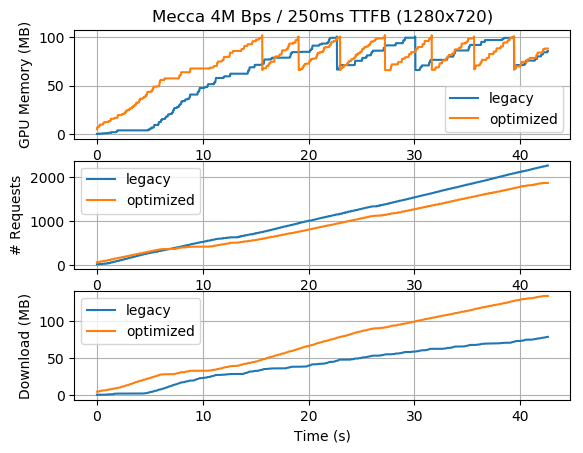 Mecca 4M Bps / 250ms TTFB (1280x720)
GPU Memory (MB)
100
50
0
legacy
optimized
0 10 20 30 40
# Requests
2000
1000
0
legacy
optimized
0 10 20 30 40
Download (MB)
100
50
0
legacy
optimized
0 10 20 30 40
Time (s)